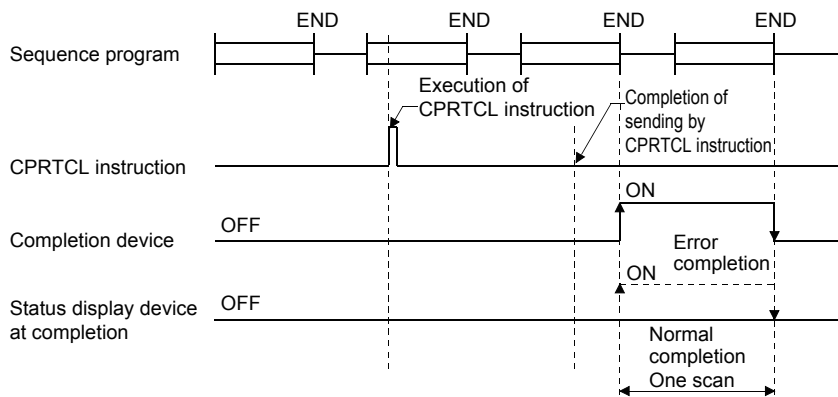 END END END END
Sequence program
Execution of
CPRTCL instruction
Completion of
sending by
CPRTCL instruction
CPRTCL instruction
ON
OFF
Completion device
Error
completion
ON
OFF
Status display device
at completion
Normal
completion
One scan